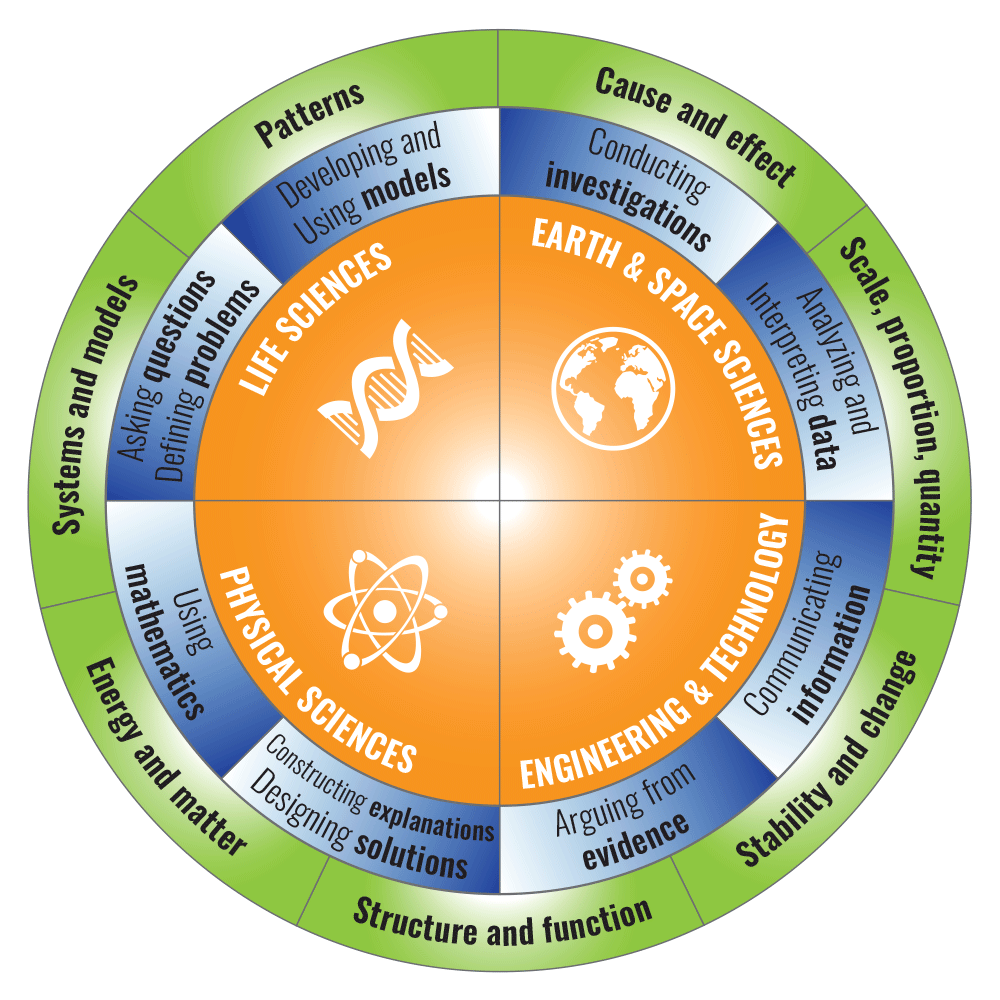 Patterns
Cause and effect
Scale, proportion, quantity
Stability and change
Structure and function
Energy and matter
Systems and models
Developing and
Using models
Conducting
investigations
Analyzing and
Interpreting data
Communicating
information
Arguing from
evidence
Constructing explanations
Designing solutions
Using
mathematics
Asking questions
Defining problems
LIFE SCIENCES
EARTH & SPACE SCIENCES
ENGINEERING & TECHNOLOGY
PHYSICAL SCIENCES